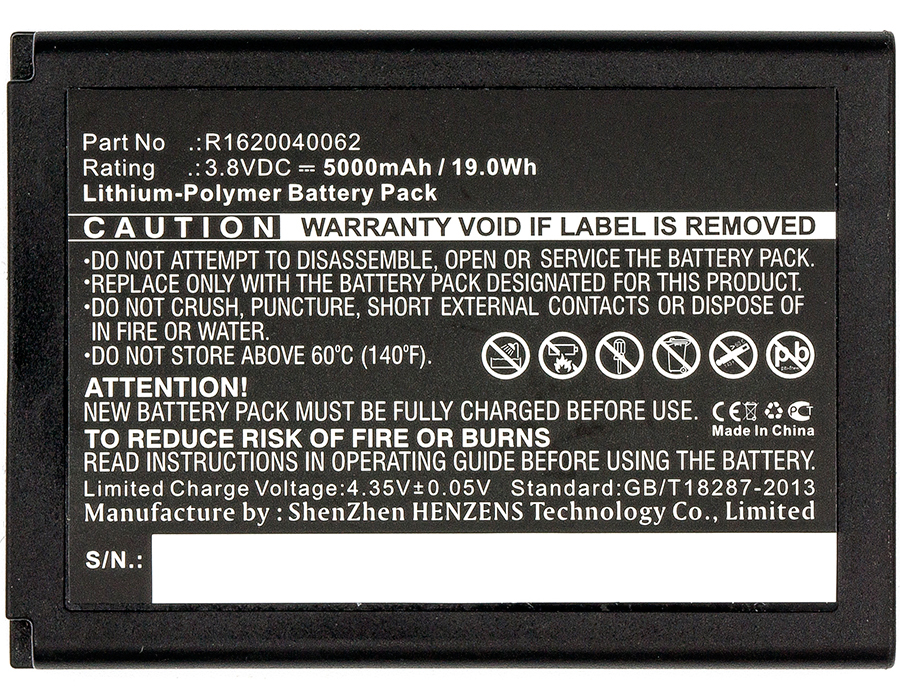 Part No .:R1620040062
Rating .:3.8VDC ⎓ 5000mAh / 19.0Wh
Lithium-Polymer Battery Pack
CAUTION WARRANTY VOID IF LABEL IS REMOVED
•DO NOT ATTEMPT TO DISASSEMBLE, OPEN OR SERVICE THE BATTERY PACK.
•REPLACE ONLY WITH THE BATTERY PACK DESIGNATED FOR THIS PRODUCT.
•DO NOT CRUSH, PUNCTURE, SHORT EXTERNAL CONTACTS OR DISPOSE OF
IN FIRE OR WATER.
•DO NOT STORE ABOVE 60°C (140°F).
pb
ATTENTION!
NEW BATTERY PACK MUST BE FULLY CHARGED BEFORE USE.
CE PCT
Made In China
TO REDUCE RISK OF FIRE OR BURNS
READ INSTRUCTIONS IN OPERATING GUIDE BEFORE USING THE BATTERY.
Limited Charge Voltage:4.35V±0.05V Standard:GB/T18287-2013
Manufacture by : ShenZhen HENZENS Technology Co., Limited
S/N.: